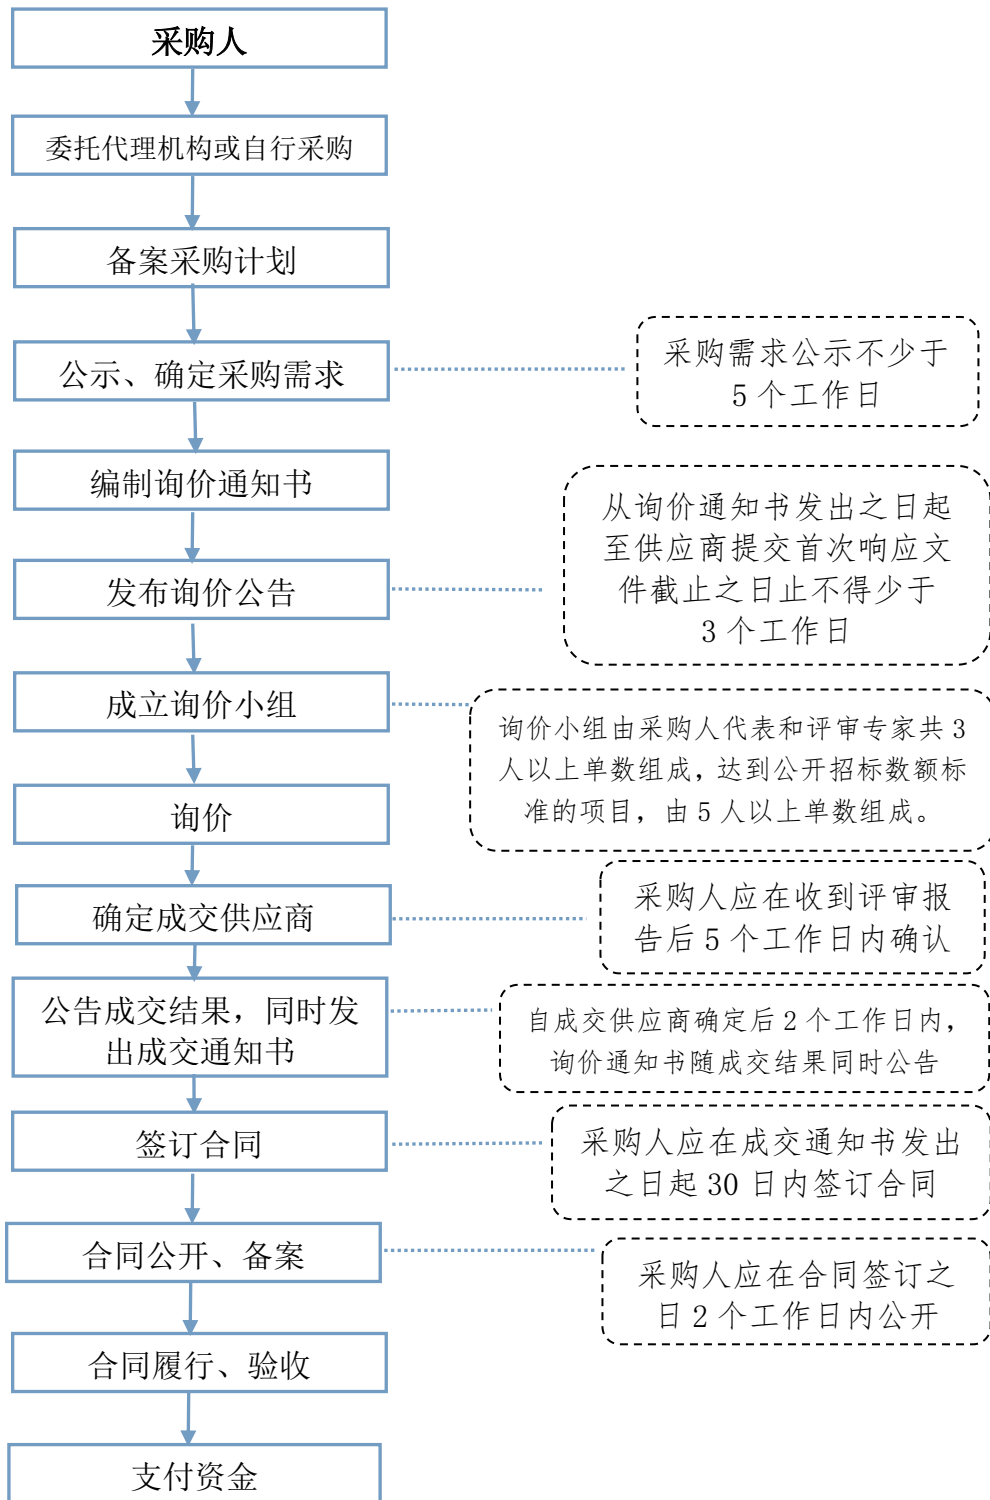 采购人
委托代理机构或自行采购
备案采购计划
公示、确定采购需求
采购需求公示不少于
5个工作日
编制询价通知书
从询价通知书发出之日起
至供应商提交首次响应文
件截止之日止不得少于
3个工作日
发布询价公告
成立询价小组
询价小组由采购人代表和评审专家共3
人以上单数组成，达到公开招标数额标
准的项目，由5人以上单数组成。
询价
确定成交供应商
采购人应在收到评审报
告后5个工作日内确认
公告成交结果，同时发
出成交通知书
自成交供应商确定后2个工作日内，
询价通知书随成交结果同时公告
签订合同
采购人应在成交通知书发出
之日起30日内签订合同
合同公开、备案
采购人应在合同签订之
日2个工作日内公开
合同履行、验收
支付资金